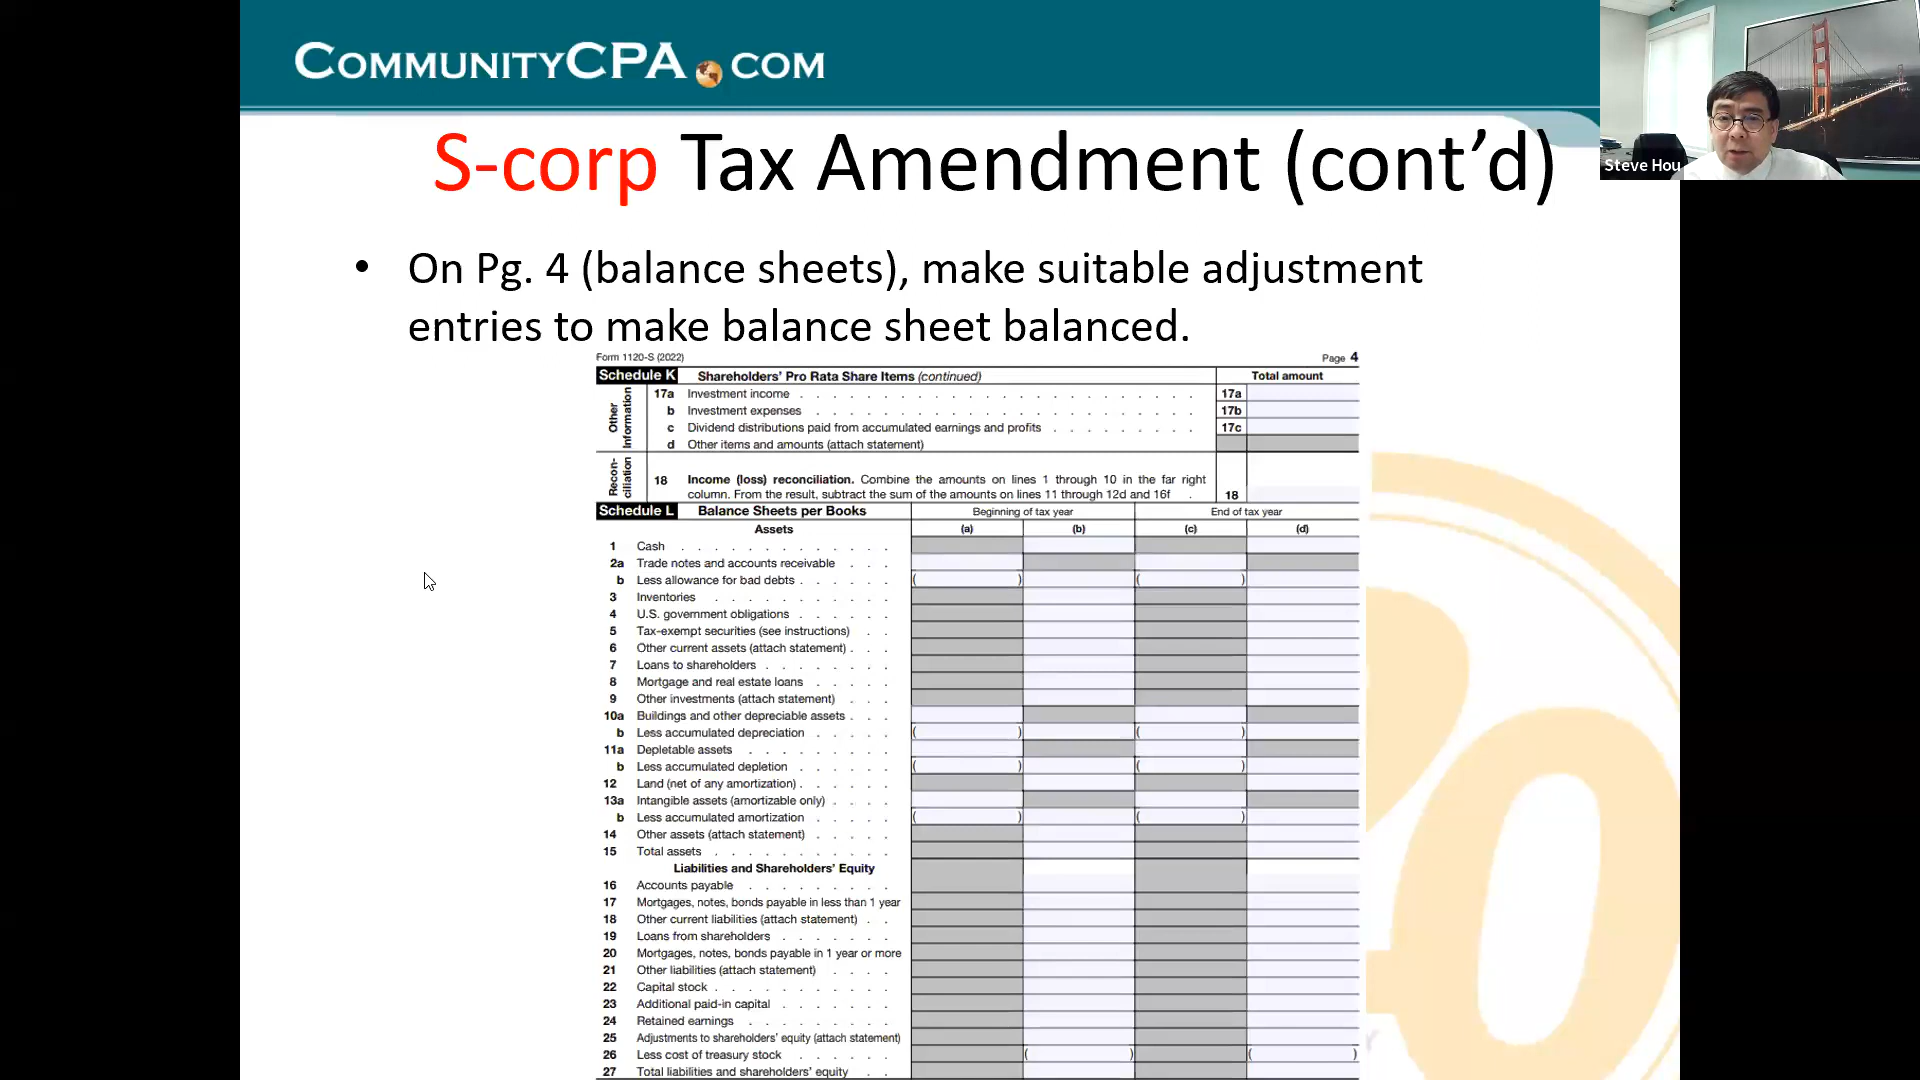 COMMUNITYCPA.COM
Steve Hou
S-corp Tax Amendment (cont’d)
• On Pg. 4 (balance sheets), make suitable adjustment
entries to make balance sheet balanced.
Form 1120-S (2022) Page 4
Schedule K Shareholders’ Pro Rata Share Items (continued) Total amount
Other Information
17a Investment income 17a
b Investment expenses 17b
c Dividend distributions paid from accumulated earnings and profits 17c
d Other items and amounts (attach statement)
Recon-ciliation
18 Income (loss) reconciliation. Combine the amounts on lines 1 through 10 in the far right
column. From the result, subtract the sum of the amounts on lines 11 through 12d and 16f . 18
Schedule L Balance Sheets per Books Beginning of tax year End of tax year
Assets (a) (b) (c) (d)
1 Cash
2a Trade notes and accounts receivable
b Less allowance for bad debts ( ) ( )
3 Inventories
4 U.S. government obligations
5 Tax-exempt securities (see instructions)
6 Other current assets (attach statement)
7 Loans to shareholders
8 Mortgage and real estate loans
9 Other investments (attach statement)
10a Buildings and other depreciable assets
b Less accumulated depreciation ( ) ( )
11a Depletable assets
b Less accumulated depletion ( ) ( )
12 Land (net of any amortization)
13a Intangible assets (amortizable only)
b Less accumulated amortization ( ) ( )
14 Other assets (attach statement)
15 Total assets
Liabilities and Shareholders’ Equity
16 Accounts payable
17 Mortgages, notes, bonds payable in less than 1 year
18 Other current liabilities (attach statement)
19 Loans from shareholders
20 Mortgages, notes, bonds payable in 1 year or more
21 Other liabilities (attach statement)
22 Capital stock
23 Additional paid-in capital
24 Retained earnings
25 Adjustments to shareholders’ equity (attach statement)
26 Less cost of treasury stock ( ) ( )
27 Total liabilities and shareholders’ equity